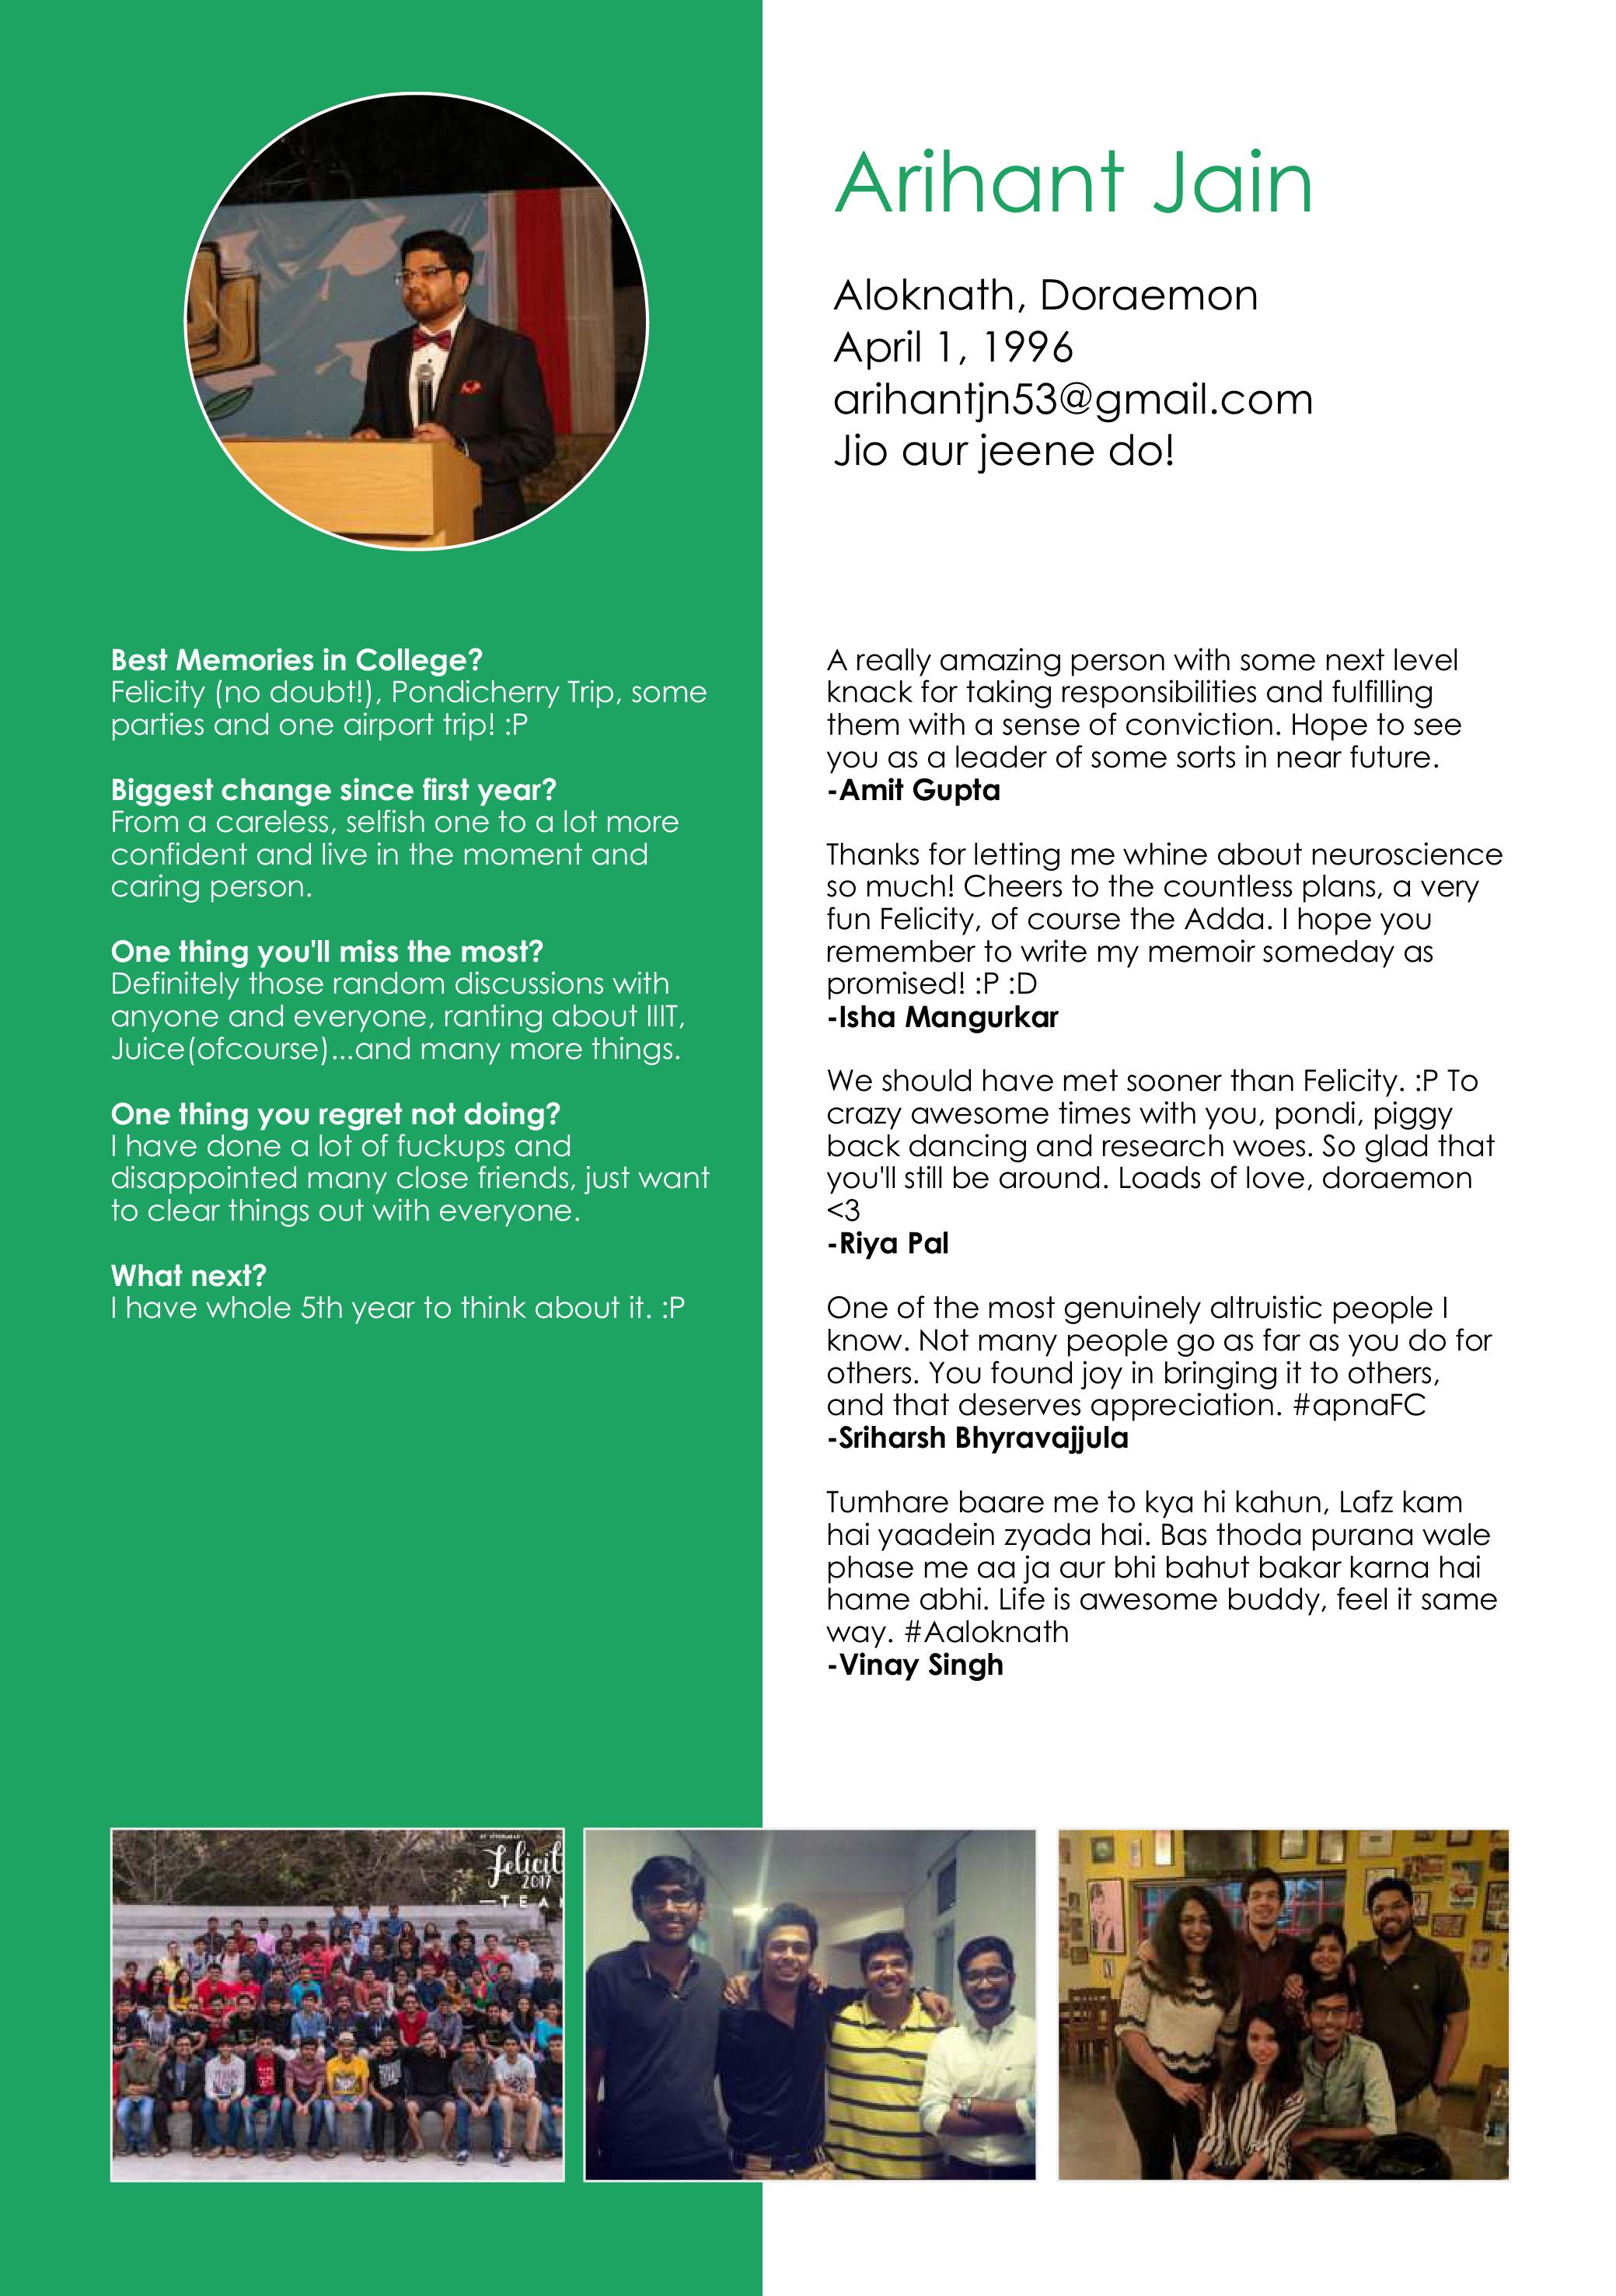 Arihant Jain
Aloknath, Doraemon
April 1, 1996
arihantjn53@gmail.com
Jio aur jeene do!
Best Memories in College?
Felicity (no doubt!), Pondicherry Trip, some
parties and one airport trip! :P
Biggest change since first year?
From a careless, selfish one to a lot more
confident and live in the moment and
caring person.
One thing you'll miss the most?
Definitely those random discussions with
anyone and everyone, ranting about IIIT,
Juice(ofcourse)...and many more things.
One thing you regret not doing?
I have done a lot of fuckups and
disappointed many close friends, just want
to clear things out with everyone.
What next?
I have whole 5th year to think about it. :P
A really amazing person with some next level
knack for taking responsibilities and fulfilling
them with a sense of conviction. Hope to see
you as a leader of some sorts in near future.
-Amit Gupta
Thanks for letting me whine about neuroscience
so much! Cheers to the countless plans, a very
fun Felicity, of course the Adda. I hope you
remember to write my memoir someday as
promised! :P :D
-Isha Mangurkar
We should have met sooner than Felicity. :P To
crazy awesome times with you, pondi, piggy
back dancing and research woes. So glad that
you'll still be around. Loads of love, doraemon
<3
-Riya Pal
One of the most genuinely altruistic people I
know. Not many people go as far as you do for
others. You found joy in bringing it to others,
and that deserves appreciation. #apnaFC
-Sriharsh Bhyravajjula
Tumhare baare me to kya hi kahun, Lafz kam
hai yaadein zyada hai. Bas thoda purana wale
phase me aa ja aur bhi bahut bakar karna hai
hame abhi. Life is awesome buddy, feel it same
way. #Aaloknath
-Vinay Singh
Felicit
2017
TEA